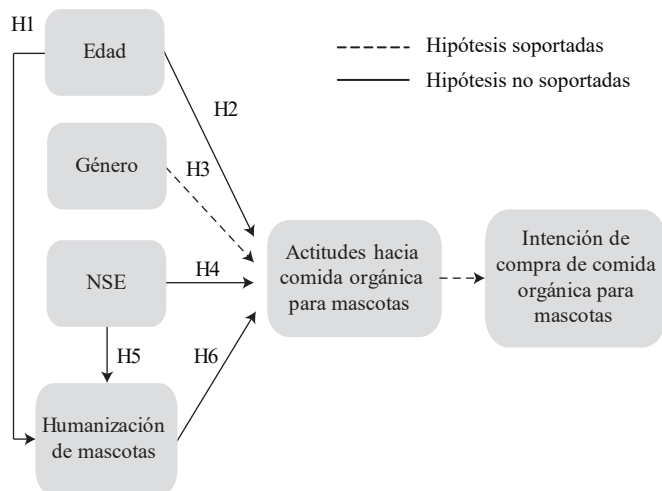 H1
Edad
Hipótesis soportadas
Hipótesis no soportadas
H2
Género
H3
Actitudes hacia
comida orgánica
para mascotas
Intención de
compra de comida
orgánica para
mascotas
NSE
H4
H5
H6
Humanización
de mascotas